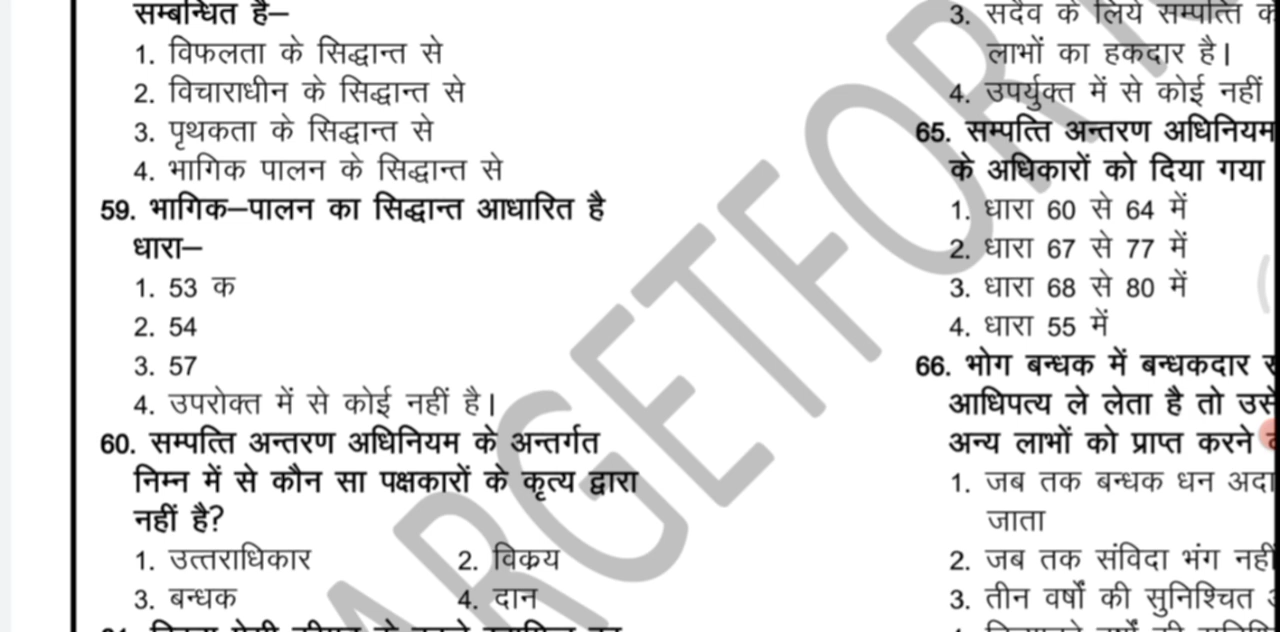 सम्बन्धित है–
1. विफलता के सिद्धान्त से
2. विचाराधीन के सिद्धान्त से
3. पृथकता के सिद्धान्त से
4. भागिक पालन के सिद्धान्त से
59. भागिक–पालन का सिद्धान्त आधारित है
धारा–
1. 53 क
2. 54
3. 57
4. उपरोक्त में से कोई नहीं है।
60. सम्पत्ति अन्तरण अधिनियम के अन्तर्गत
निम्न में से कौन सा पक्षकारों के कृत्य द्वारा
नहीं है?
1. उत्तराधिकार 2. विक्रय
3. बन्धक 4. दान
3. सदैव के लिये सम्पत्ति
लाभों का हकदार है।
4. उपर्युक्त में से कोई नहीं
65. सम्पत्ति अन्तरण अधिनियम
के अधिकारों को दिया गया
1. धारा 60 से 64 में
2. धारा 67 से 77 में
3. धारा 68 से 80 में
4. धारा 55 में
66. भोग बन्धक में बन्धकदार
आधिपत्य ले लेता है तो उसे
अन्य लाभों को प्राप्त करने
1. जब तक बन्धक धन अदा
जाता
2. जब तक संविदा भंग नहीं
3. तीन वर्षों की सुनिश्चित
ARGETFOR